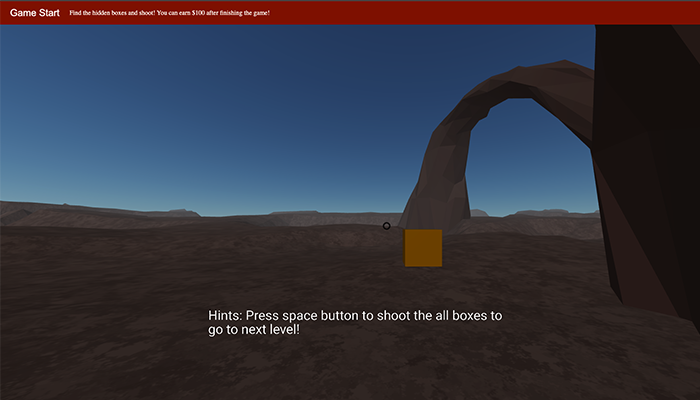 Game Start Find the hidden boxes and shoot! You can earn $100 after finishing the game!
Hints: Press space button to shoot the all boxes to
go to next level!